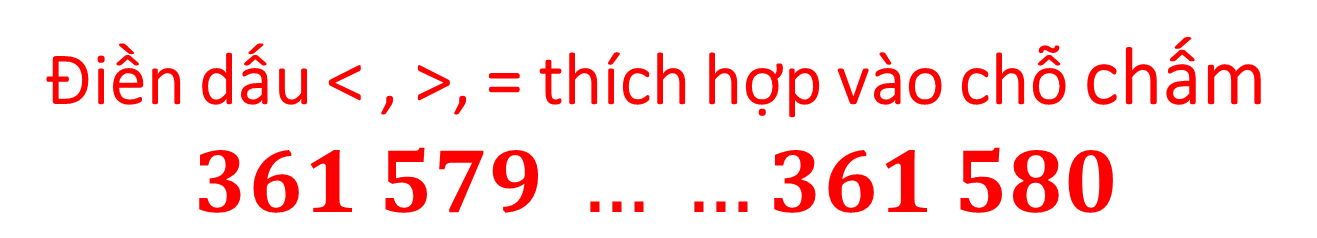 Điền dấu < , >, = thích hợp vào chỗ chấm
361 579 ... ... 361 580